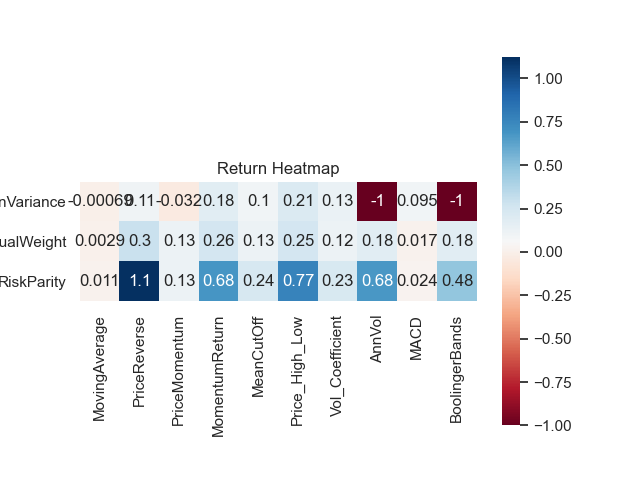 Return Heatmap
nVariance -0.00069 0.11 -0.032 0.18 0.1 0.21 0.13 -1 0.095 -1
ualWeight 0.0029 0.3 0.13 0.26 0.13 0.25 0.12 0.18 0.017 0.18
RiskParity 0.011 1.1 0.13 0.68 0.24 0.77 0.23 0.68 0.024 0.48
MovingAverage
PriceReverse
PriceMomentum
MomentumReturn
MeanCutOff
Price_High_Low
Vol_Coefficient
AnnVol
MACD
BoolingerBands
1.00
0.75
0.50
0.25
0.00
−0.25
−0.50
−0.75
−1.00